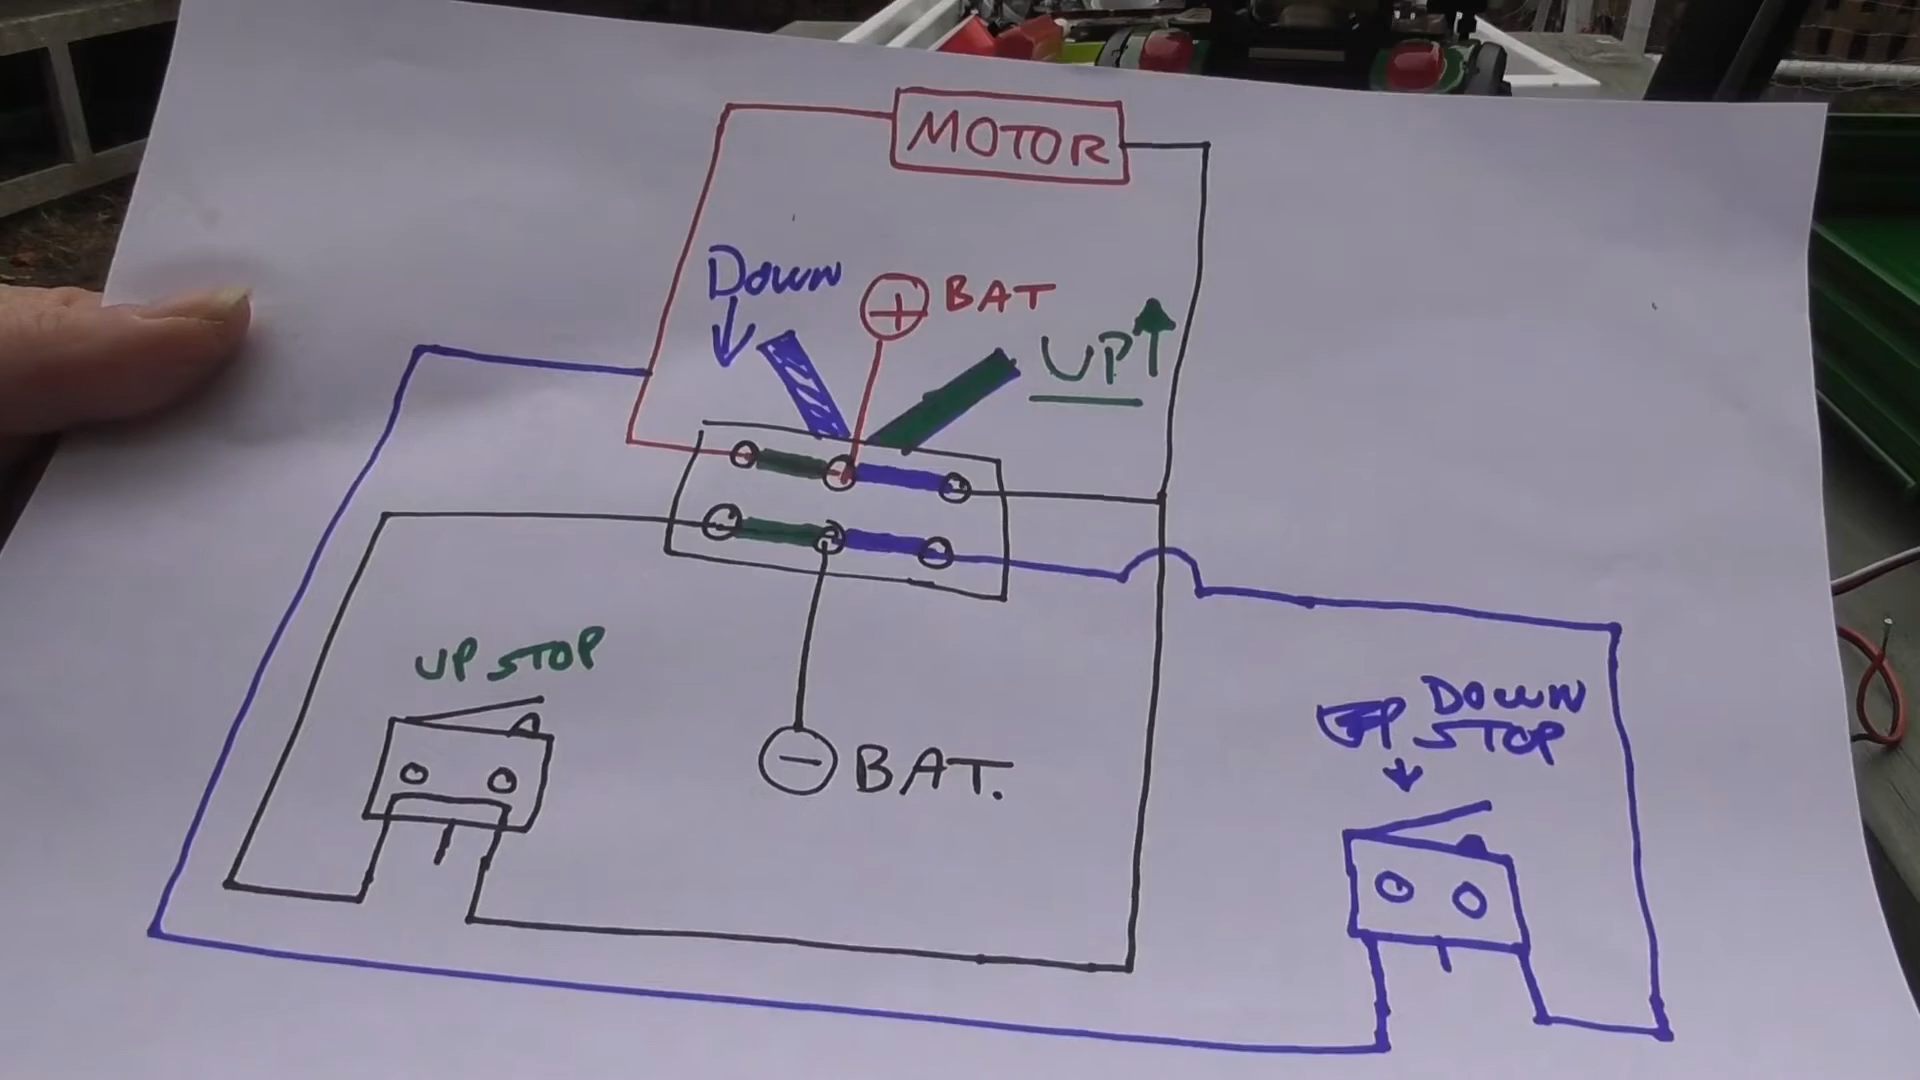 MOTOR
Down
+ BAT
UP
UP STOP
- BAT.
DOWN
STOP